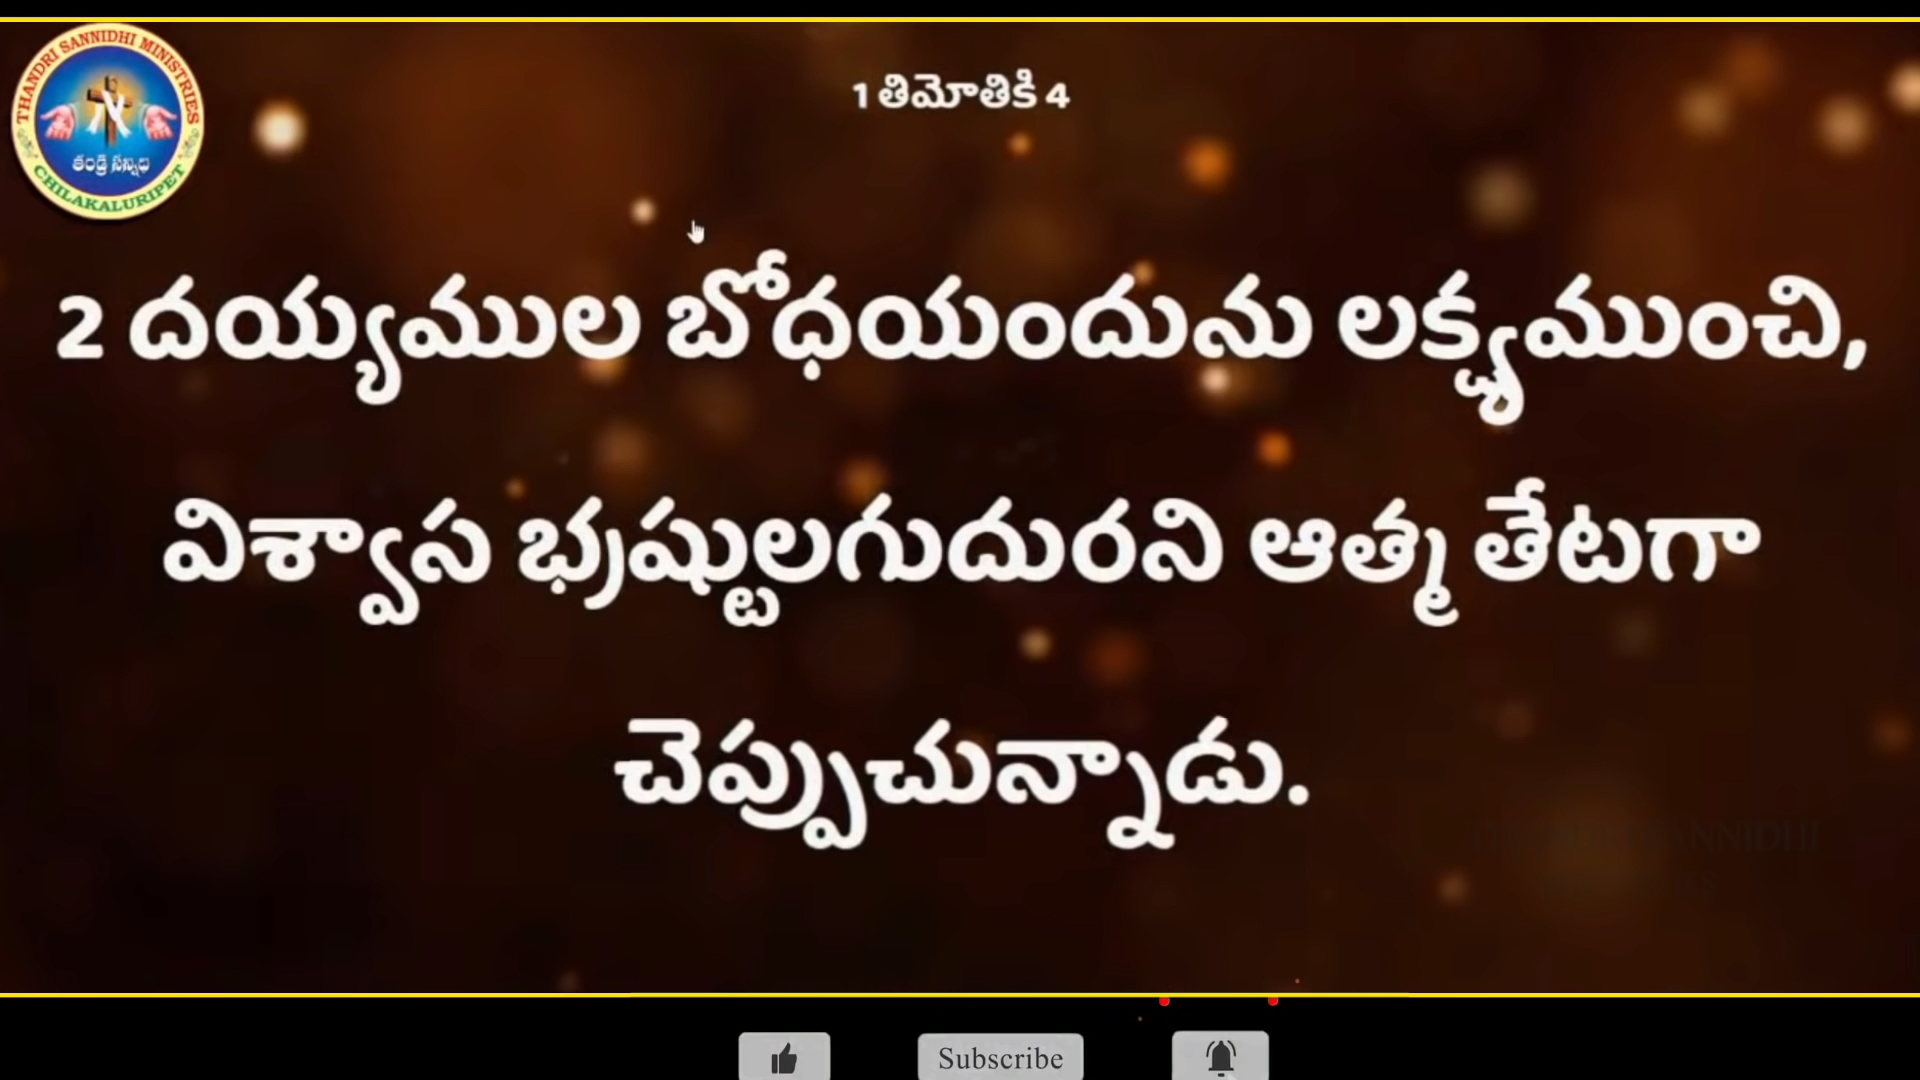 THANDRI SANNIDHI MINISTRIES
తండ్రి సన్నిధి
CHILAKALURIPET
1 తిమోతికి 4
2 దయ్యముల బోధయందును లక్ష్యముంచి,
విశ్వాస భ్రష్టులగుదురని ఆత్మ తేటగా
చెప్పుచున్నాడు.
SANNIDHI
Subscribe